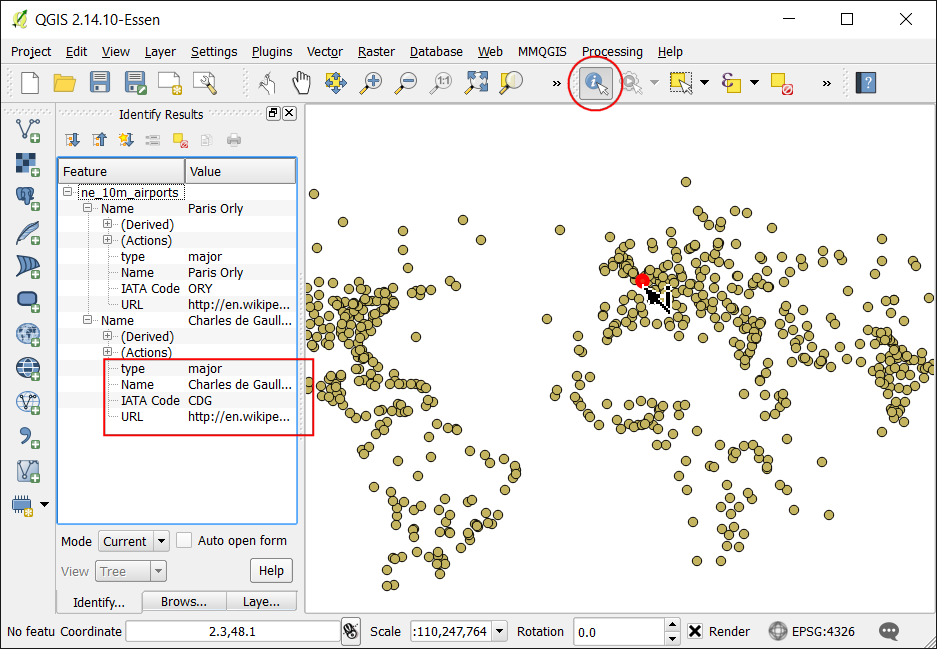 QGIS 2.14.10-Essen
Project Edit View Layer Settings Plugins Vector Raster Database Web MMQGIS Processing Help
1:1 » i ε » ?
Identify Results
Feature Value
ne_10m_airports
Name Paris Orly
(Derived)
(Actions)
type major
Name Paris Orly
IATA Code ORY
URL http://en.wikipe...
Name Charles de Gaull...
(Derived)
(Actions)
type major
Name Charles de Gaull...
IATA Code CDG
URL http://en.wikipe...
Mode Current Auto open form
View Tree Help
Identify... Brows... Laye...
No featu Coordinate 2.3,48.1 Scale :110,247,764 Rotation 0.0 Render EPSG:4326